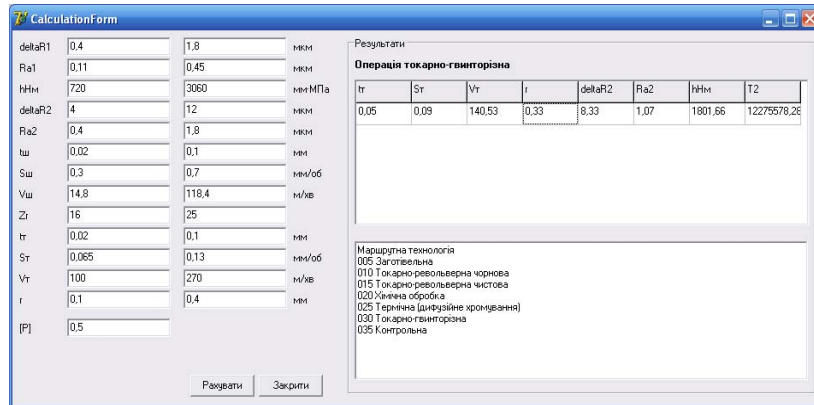 CalculationForm
deltaR1 0,4 1,8 мкм
Ra1 0,11 0,45 мкм
hHм 720 3060 мм·МПа
deltaR2 4 12 мкм
Ra2 0,4 1,8 мкм
tш 0,02 0,1 мм
Sш 0,3 0,7 мм/об
Vш 14,8 118,4 м/хв
Zг 16 25
tт 0,02 0,1 мм
Sт 0,065 0,13 мм/об
Vт 100 270 м/хв
r 0,1 0,4 мм
[P] 0,5
Рахувати Закрити
Результати
Операція токарно-гвинторізна
tт Sт Vт r deltaR2 Ra2 hHм T2
0,05 0,09 140,53 0,33 8,33 1,07 1801,66 12275578,28
Маршрутна технологія
005 Заготівельна
010 Токарно-револьверна чорнова
015 Токарно-револьверна чистова
020 Хімічна обробка
025 Термічна (дифузійне хромування)
030 Токарно-гвинторізна
035 Контрольна